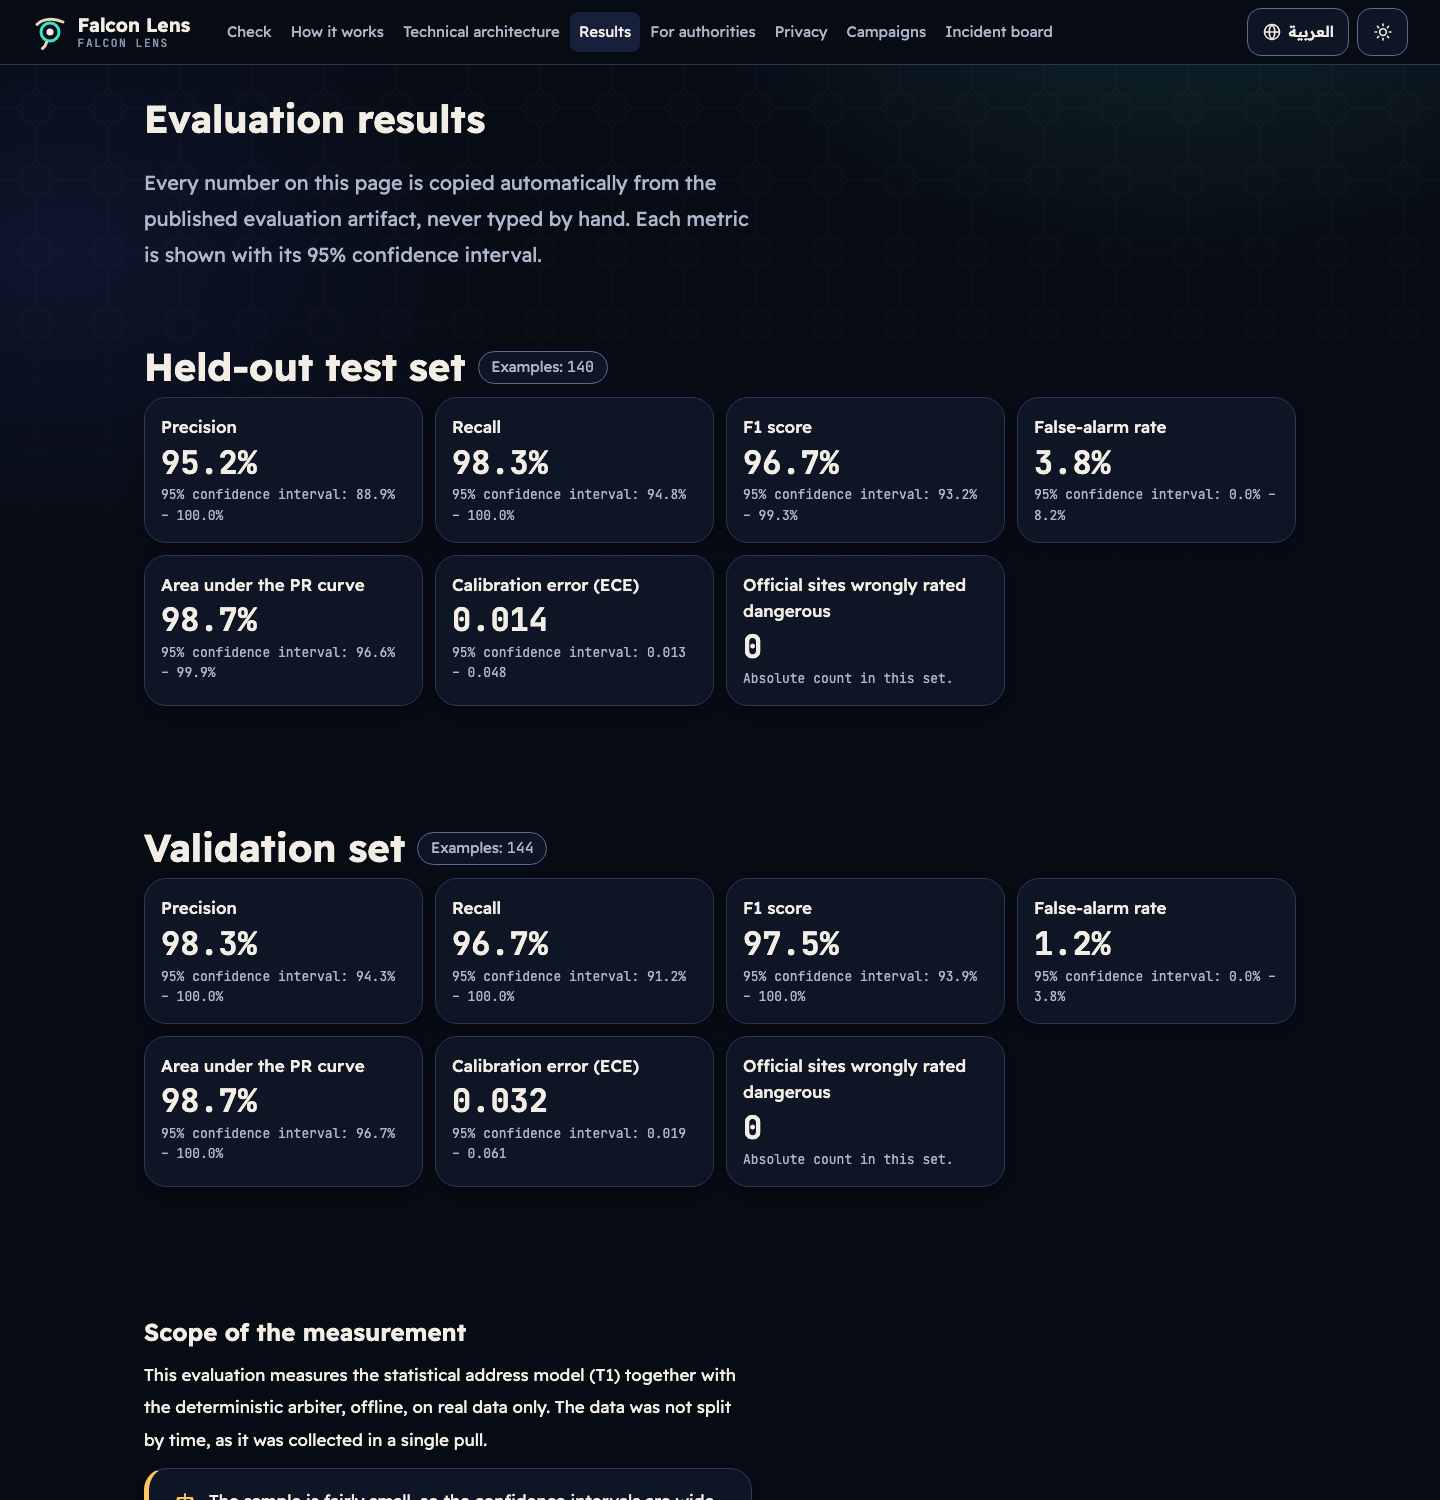 Falcon Lens
FALCON LENS
Check
How it works
Technical architecture
Results
For authorities
Privacy
Campaigns
Incident board
العربية
Evaluation results
Every number on this page is copied automatically from the
published evaluation artifact, never typed by hand. Each metric
is shown with its 95% confidence interval.
Held-out test set
Examples: 140
Precision
95.2%
95% confidence interval: 88.9%
– 100.0%
Recall
98.3%
95% confidence interval: 94.8%
– 100.0%
F1 score
96.7%
95% confidence interval: 93.2%
– 99.3%
False-alarm rate
3.8%
95% confidence interval: 0.0% –
8.2%
Area under the PR curve
98.7%
95% confidence interval: 96.6%
– 99.9%
Calibration error (ECE)
0.014
95% confidence interval: 0.013
– 0.048
Official sites wrongly rated
dangerous
0
Absolute count in this set.
Validation set
Examples: 144
Precision
98.3%
95% confidence interval: 94.3%
– 100.0%
Recall
96.7%
95% confidence interval: 91.2%
– 100.0%
F1 score
97.5%
95% confidence interval: 93.9%
– 100.0%
False-alarm rate
1.2%
95% confidence interval: 0.0% –
3.8%
Area under the PR curve
98.7%
95% confidence interval: 96.7%
– 100.0%
Calibration error (ECE)
0.032
95% confidence interval: 0.019
– 0.061
Official sites wrongly rated
dangerous
0
Absolute count in this set.
Scope of the measurement
This evaluation measures the statistical address model (T1) together with
the deterministic arbiter, offline, on real data only. The data was not split
by time, as it was collected in a single pull.
The sample is fairly small, so the confidence intervals are wide